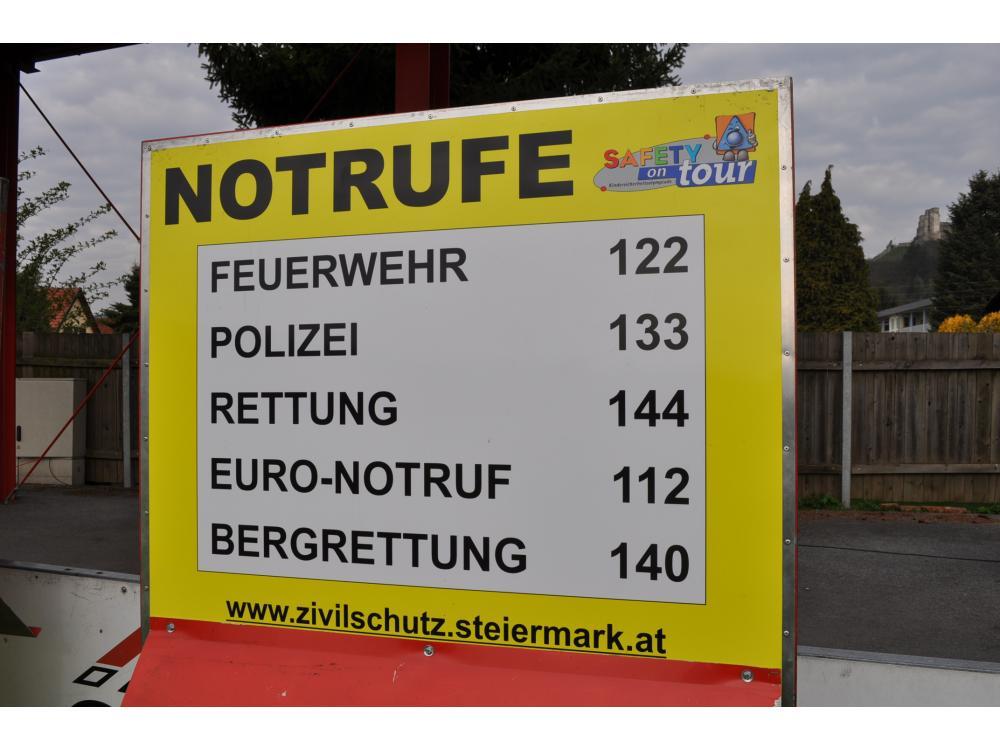 NOTRUFE
SAFETY
on tour
Kindersicherheitsolympiade
FEUERWEHR 122
POLIZEI 133
RETTUNG 144
EURO-NOTRUF 112
BERGRETTUNG 140
www.zivilschutz.steiermark.at